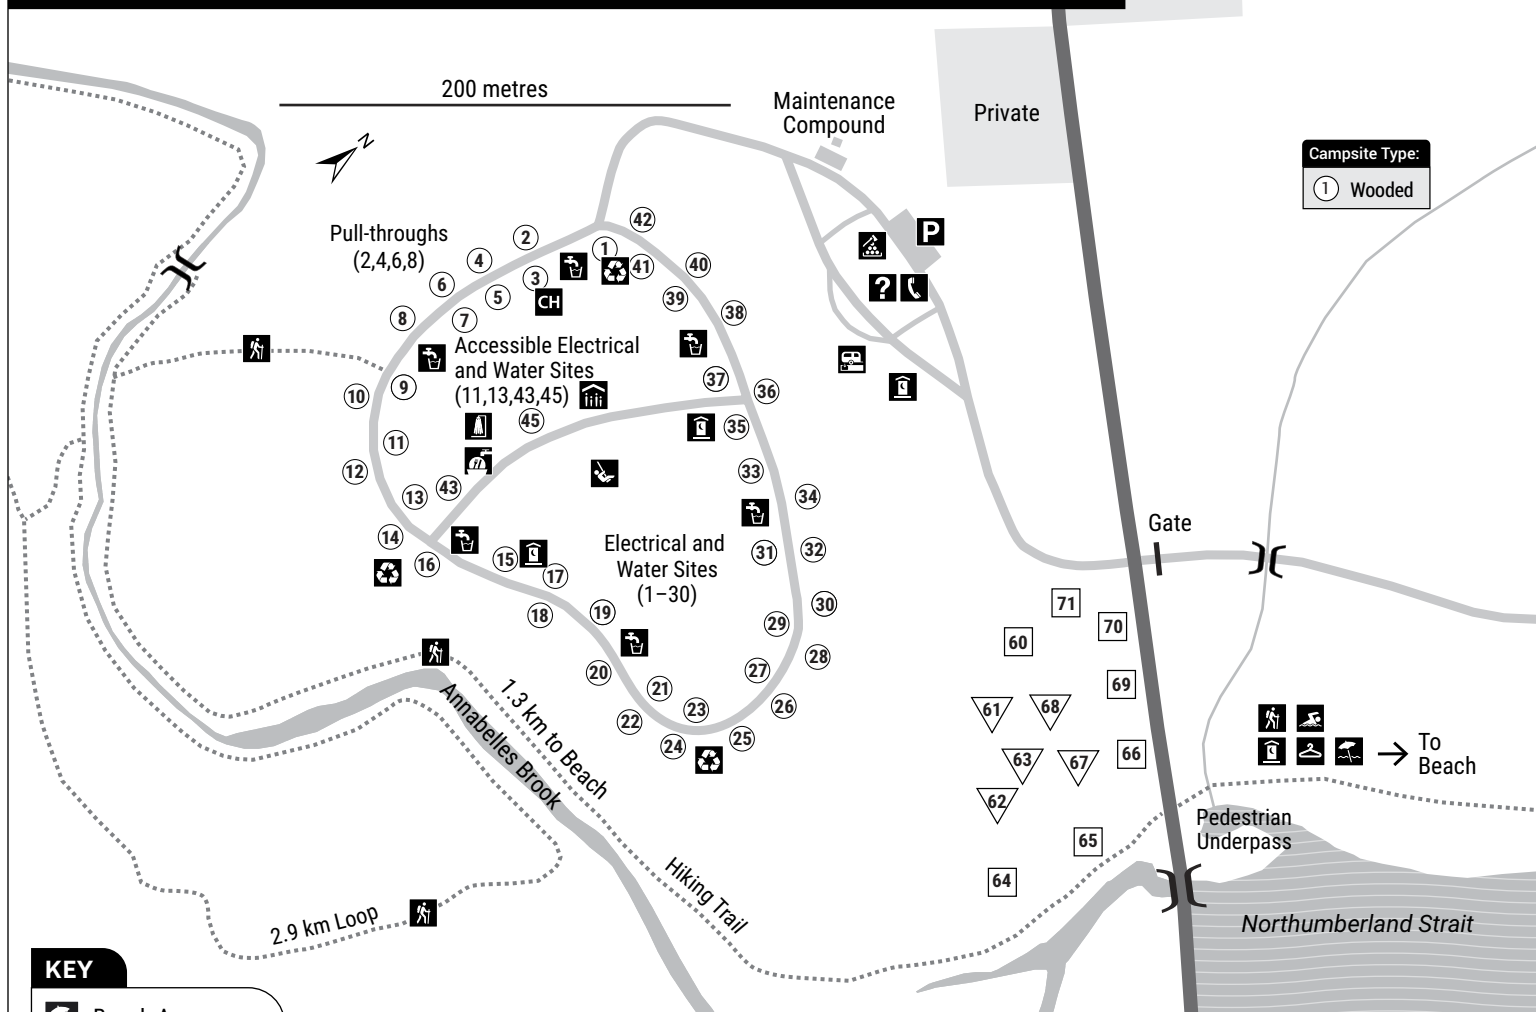 200 metres
Maintenance
Compound
Private
Campsite Type:
1 Wooded
N
Pull-throughs
(2,4,6,8)
42
2
1
4
41
40
3
6
5
39
CH
P
8
7
38
?
Accessible Electrical
and Water Sites
(11,13,43,45)
37
9
10
36
45
35
11
12
33
43
13
34
14
Gate
Electrical and
Water Sites
(1–30)
15
16
31
32
17
18
19
29
30
71
70
60
20
27
28
21
69
22
23
26
61
68
24
25
63
67
66
62
1.3 km to Beach
Annabelles Brook
To
Beach
Pedestrian
Underpass
65
64
Hiking Trail
2.9 km Loop
Northumberland Strait
KEY